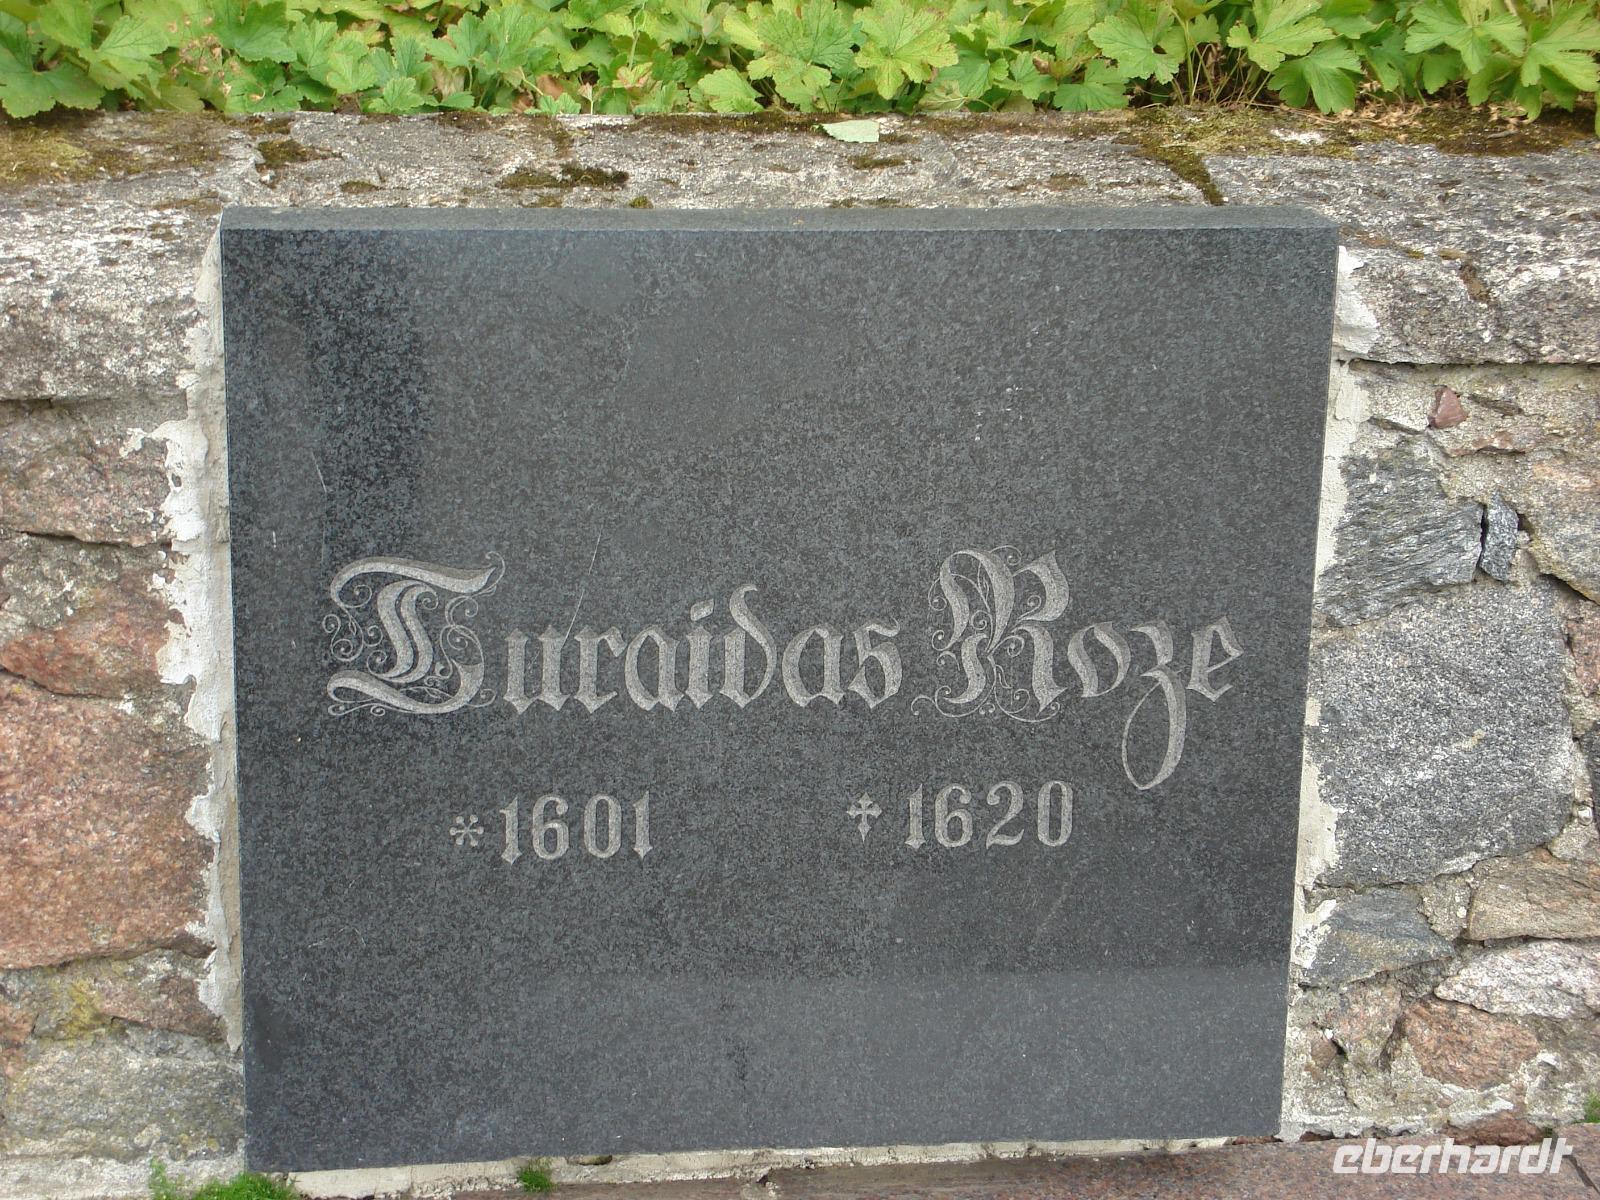 Turaidas Roze
* 1601 ✝ 1620
eberhardt